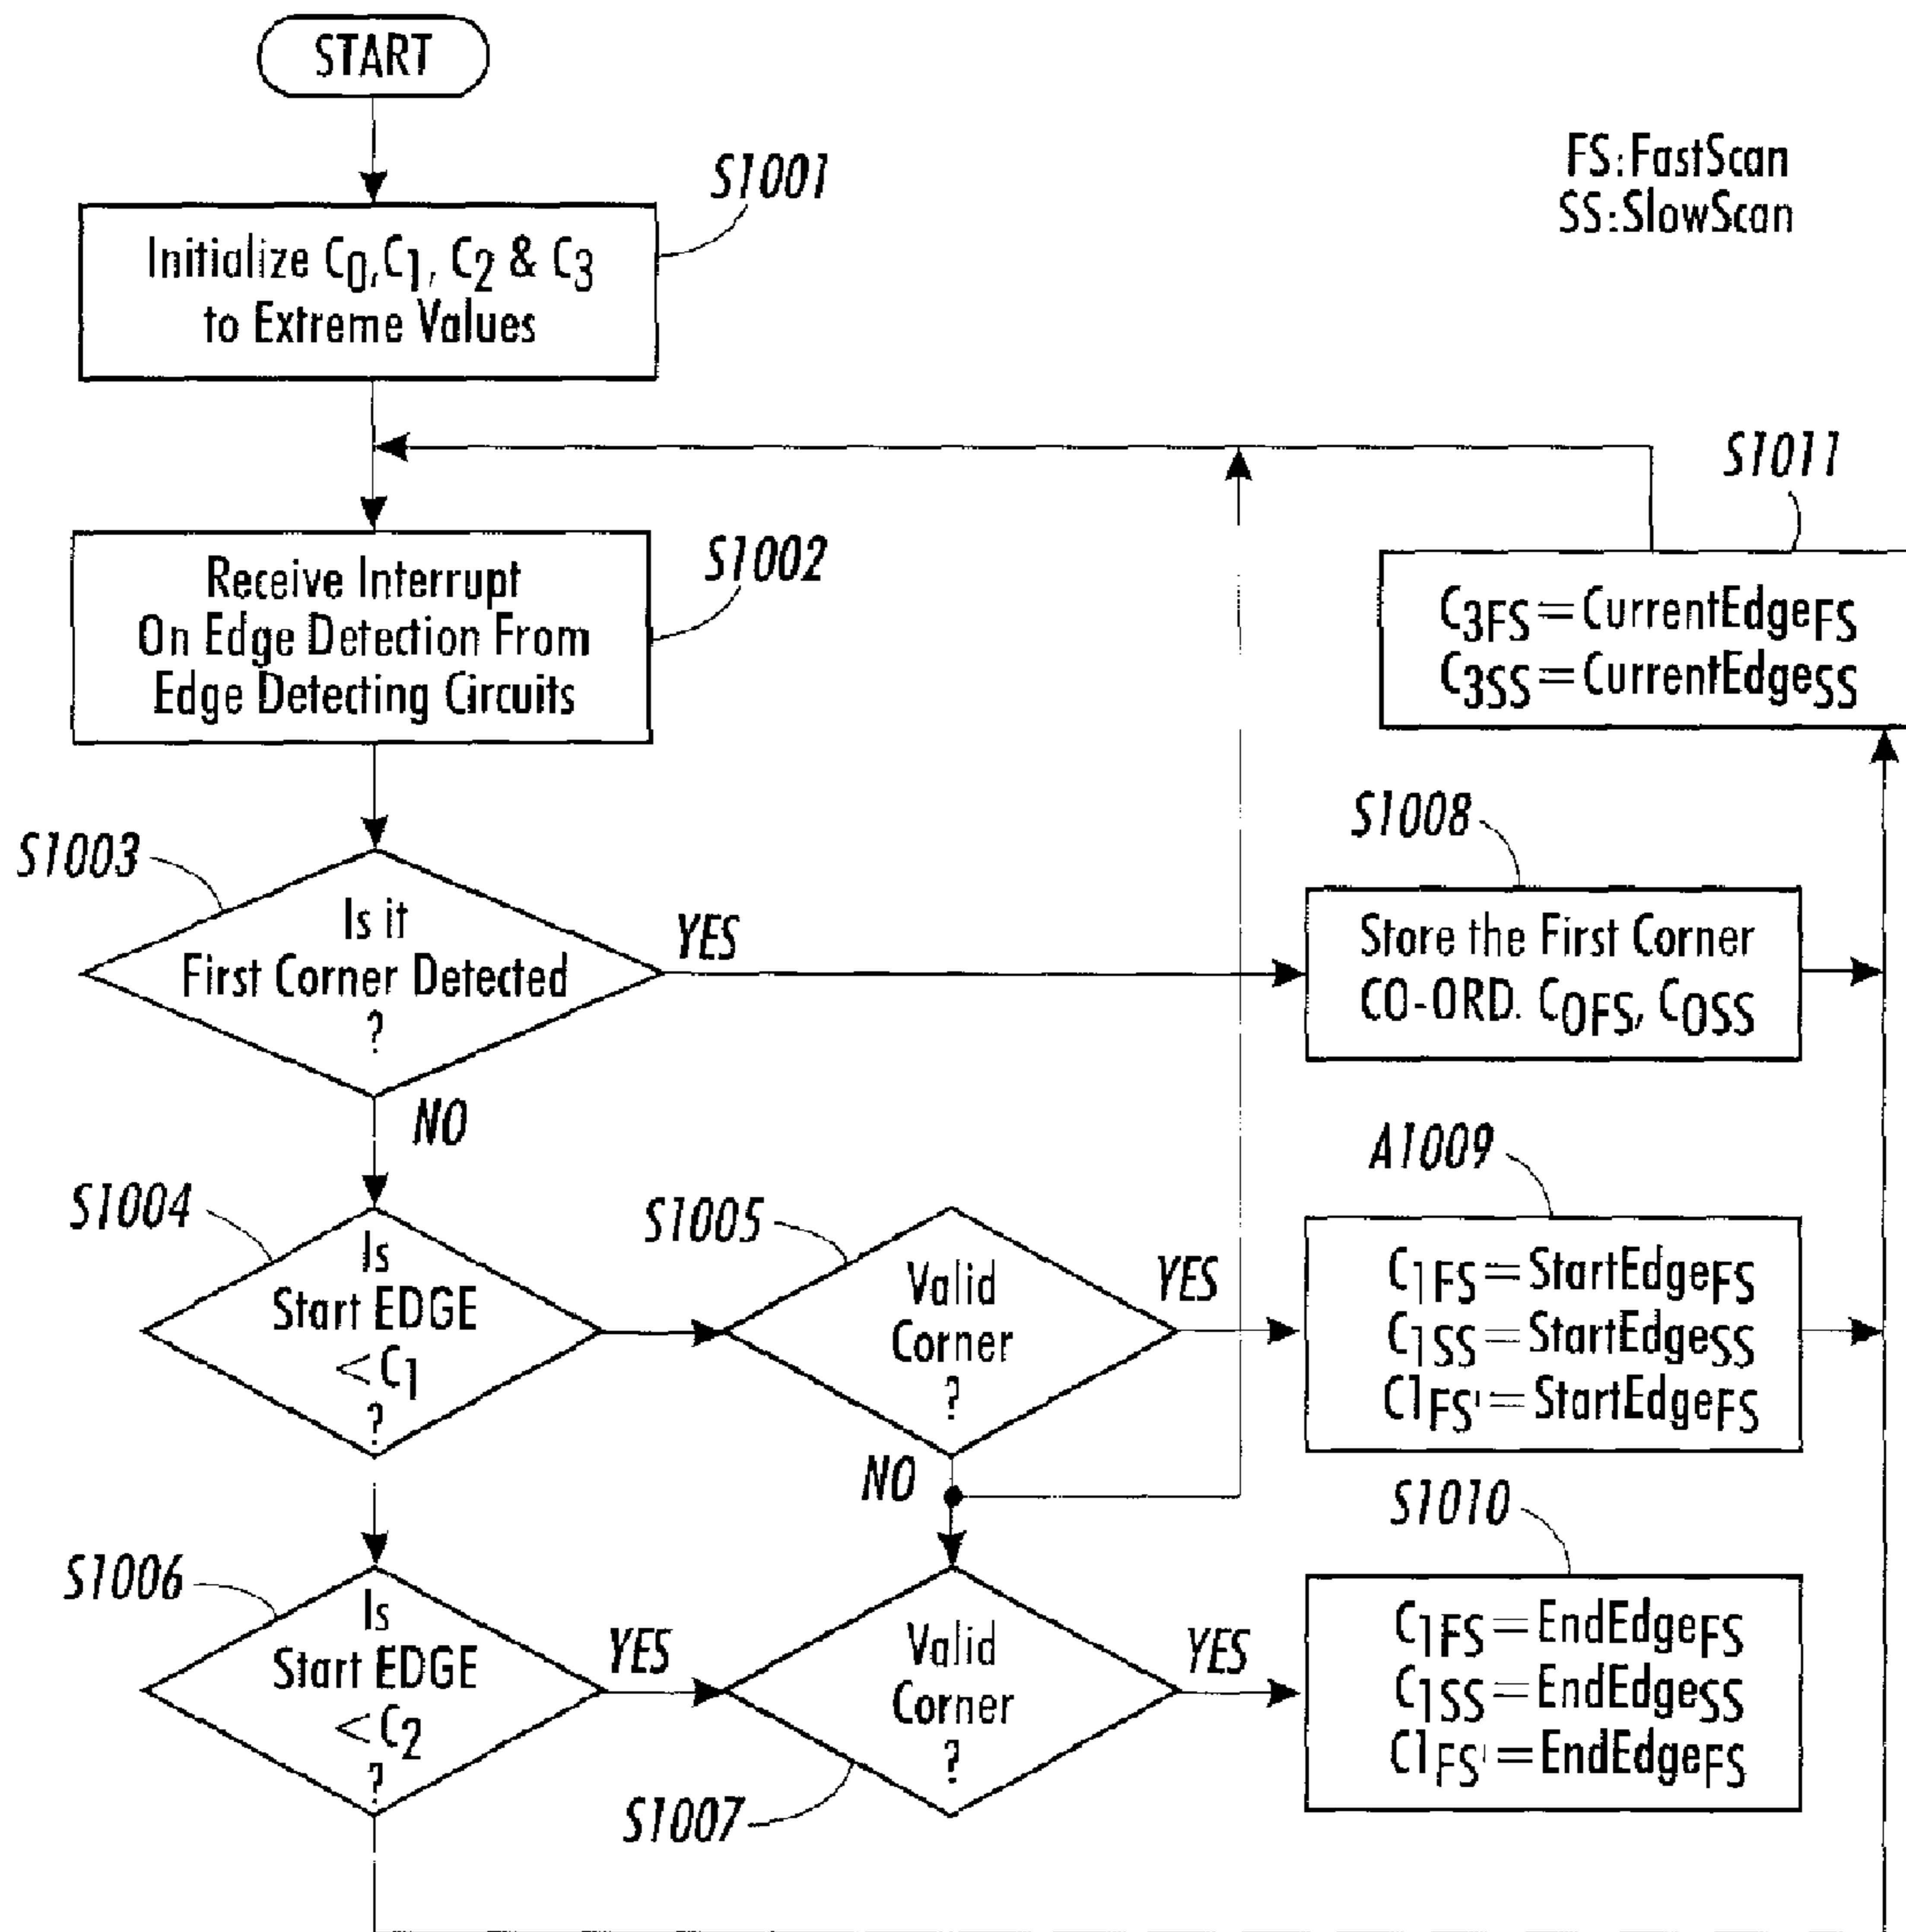 START
FS:FastScan
SS:SlowScan
S1001
Initialize C0,C1, C2 & C3
to Extreme Values
S1002
Receive Interrupt
On Edge Detection From
Edge Detecting Circuits
S1011
C3FS=CurrentEdgeFS
C3SS=CurrentEdgeSS
S1003
Is it
First Corner Detected
?
YES
NO
S1008
Store the First Corner
CO-ORD. C0FS, C0SS
S1004
Is
Start EDGE
<C1
?
S1005
Valid
Corner
?
YES
NO
A1009
C1FS=StartEdgeFS
C1SS=StartEdgeSS
C1FS'=StartEdgeFS
S1006
Is
Start EDGE
<C2
?
YES
Valid
Corner
?
S1007
YES
S1010
C1FS=EndEdgeFS
C1SS=EndEdgeSS
C1FS'=EndEdgeFS